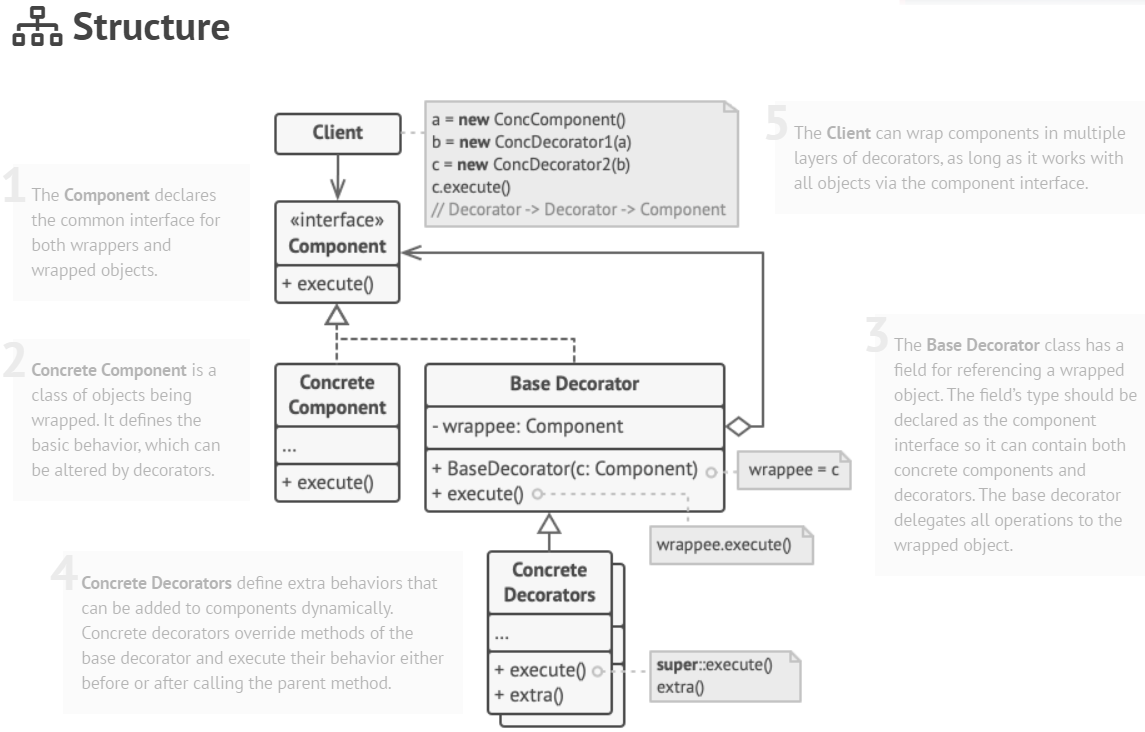 Structure
Client
a = new ConcComponent()
b = new ConcDecorator1(a)
c = new ConcDecorator2(b)
c.execute()
// Decorator -> Decorator -> Component
5
The Client can wrap components in multiple
layers of decorators, as long as it works with
all objects via the component interface.
1
The Component declares
the common interface for
both wrappers and
wrapped objects.
«interface»
Component
+ execute()
2
Concrete Component is a
class of objects being
wrapped. It defines the
basic behavior, which can
be altered by decorators.
Concrete
Component
...
+ execute()
Base Decorator
- wrappee: Component
+ BaseDecorator(c: Component)
+ execute()
wrappee = c
wrappee.execute()
3
The Base Decorator class has a
field for referencing a wrapped
object. The field's type should be
declared as the component
interface so it can contain both
concrete components and
decorators. The base decorator
delegates all operations to the
wrapped object.
4
Concrete Decorators define extra behaviors that
can be added to components dynamically.
Concrete decorators override methods of the
base decorator and execute their behavior either
before or after calling the parent method.
Concrete
Decorators
...
+ execute()
+ extra()
super::execute()
extra()